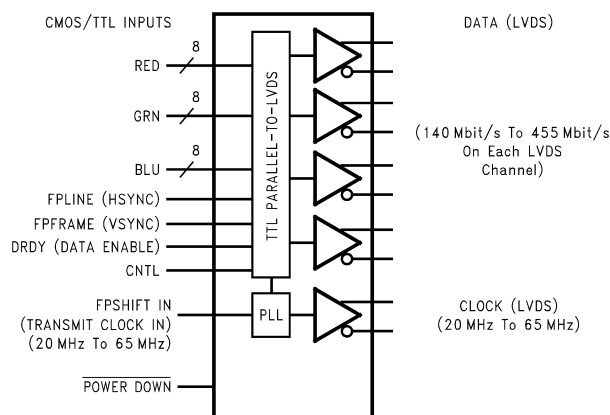 CMOS/TTL INPUTS
DATA (LVDS)
8
RED
8
GRN
8
BLU
FPLINE (HSYNC)
FPFRAME (VSYNC)
DRDY (DATA ENABLE)
CNTL
TTL PARALLEL-TO-LVDS
(140 Mbit/s To 455 Mbit/s
On Each LVDS
Channel)
FPSHIFT IN
(TRANSMIT CLOCK IN)
(20 MHz To 65 MHz)
PLL
CLOCK (LVDS)
(20 MHz To 65 MHz)
POWER DOWN